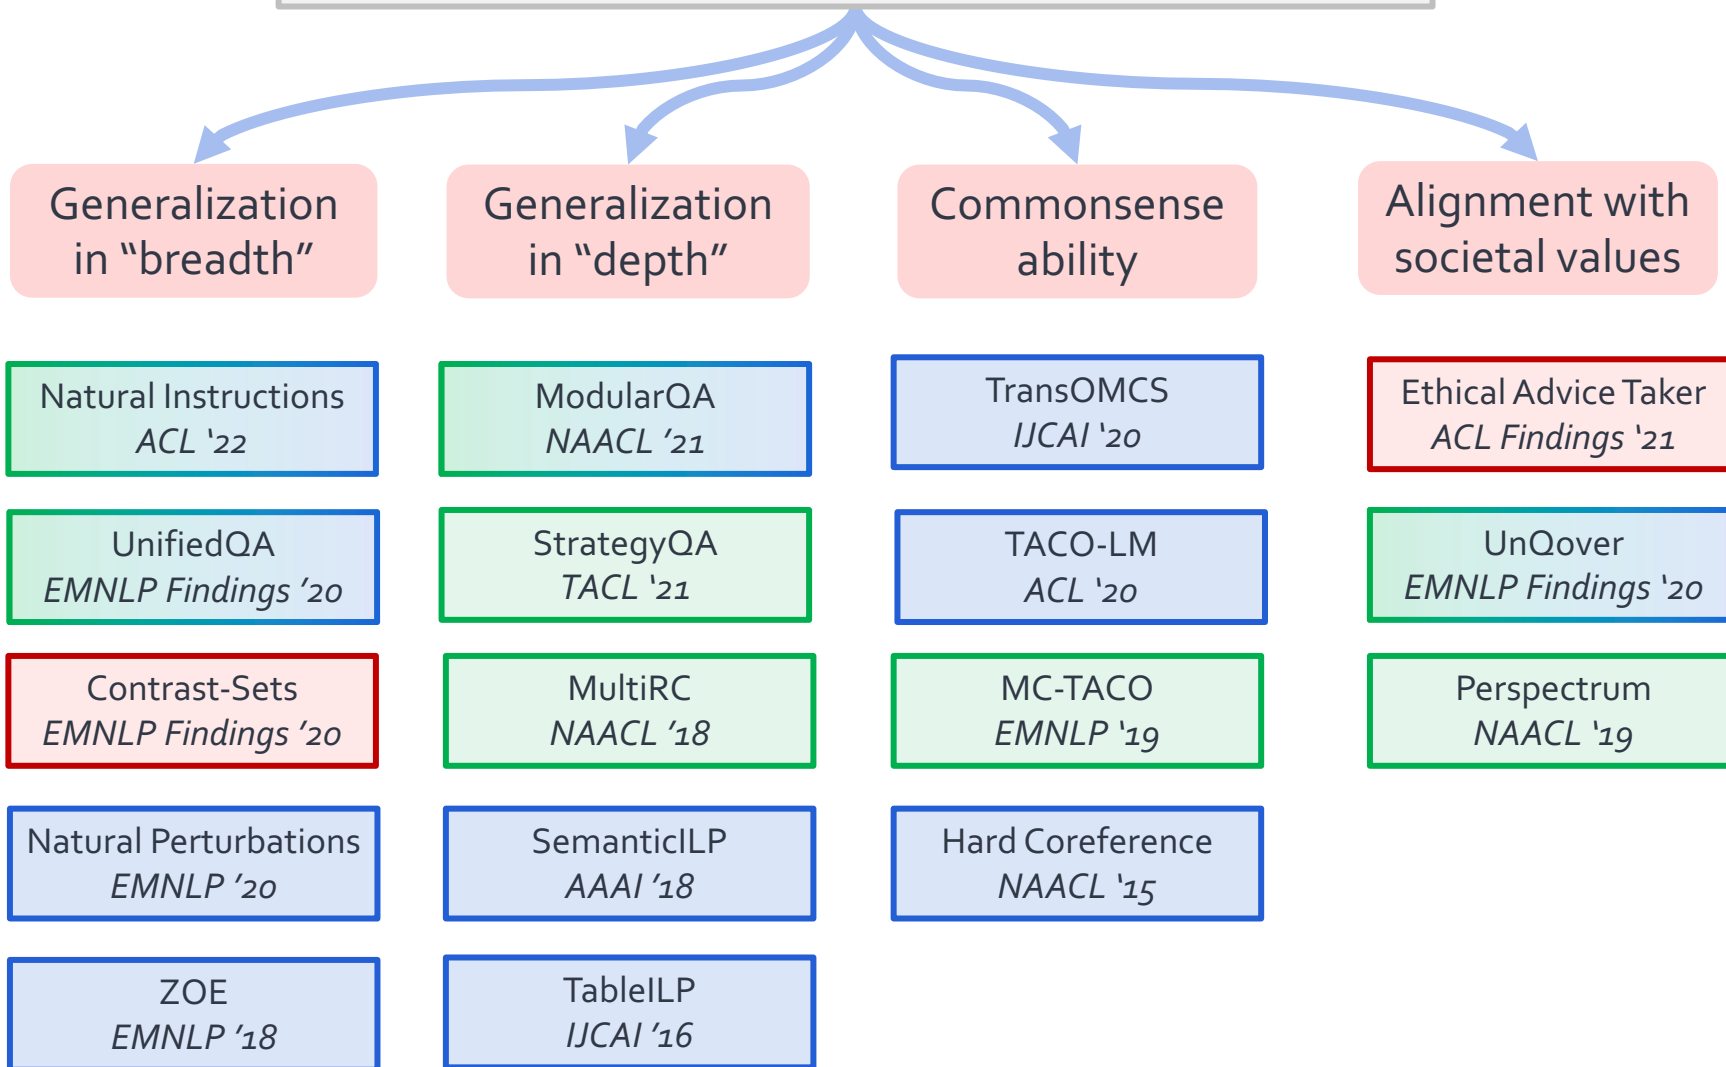 Generalization
in “breadth”
Generalization
in “depth”
Commonsense
ability
Alignment with
societal values
Natural Instructions
ACL ‘22
UnifiedQA
EMNLP Findings ’20
Contrast-Sets
EMNLP Findings ’20
Natural Perturbations
EMNLP ’20
ZOE
EMNLP ’18
ModularQA
NAACL ’21
StrategyQA
TACL ‘21
MultiRC
NAACL ‘18
SemanticILP
AAAI ’18
TableILP
IJCAI ’16
TransOMCS
IJCAI ‘20
TACO-LM
ACL ‘20
MC-TACO
EMNLP ‘19
Hard Coreference
NAACL ‘15
Ethical Advice Taker
ACL Findings ‘21
UnQover
EMNLP Findings ‘20
Perspectrum
NAACL ‘19